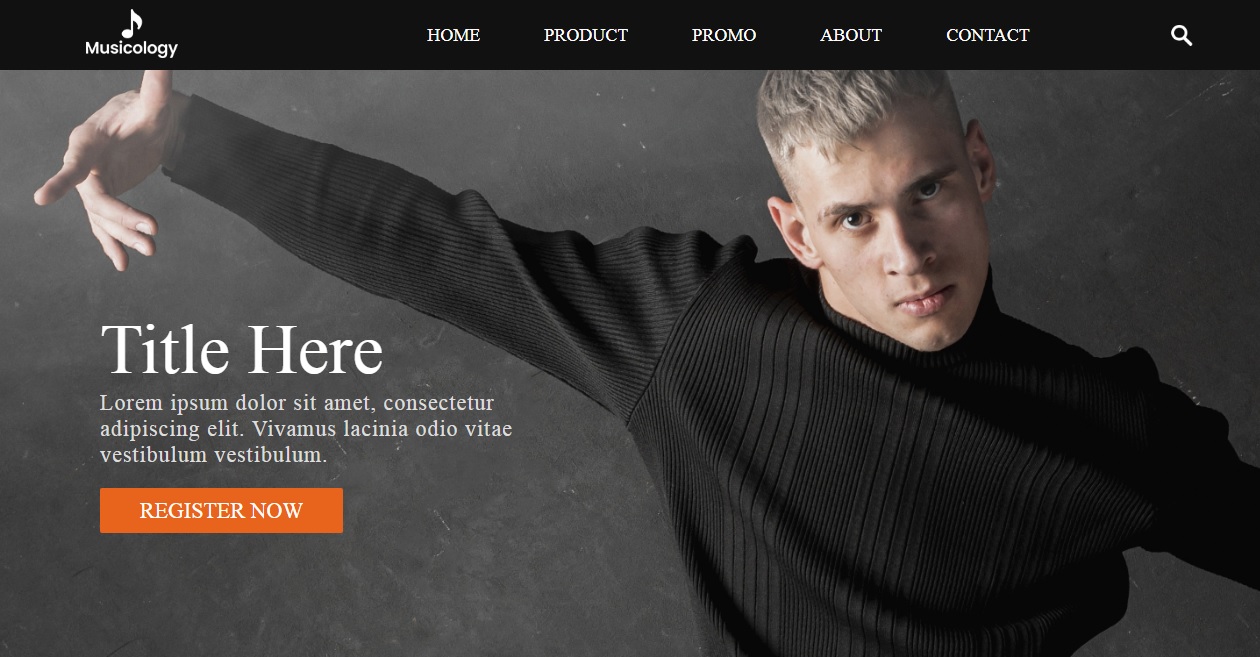 Musicology
HOME PRODUCT PROMO ABOUT CONTACT
Title Here
Lorem ipsum dolor sit amet, consectetur
adipiscing elit. Vivamus lacinia odio vitae
vestibulum vestibulum.
REGISTER NOW